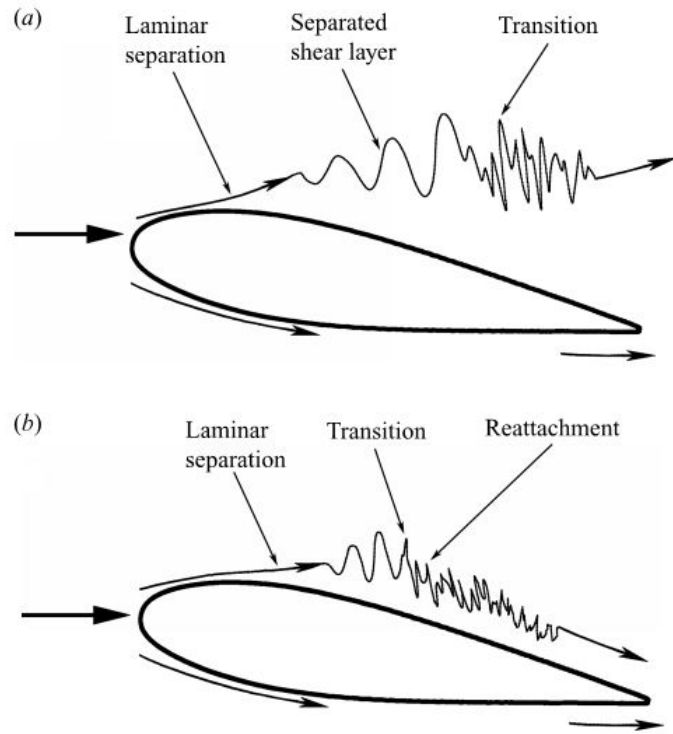 (a)
Laminar
separation
Separated
shear layer
Transition
(b)
Laminar
separation
Transition
Reattachment